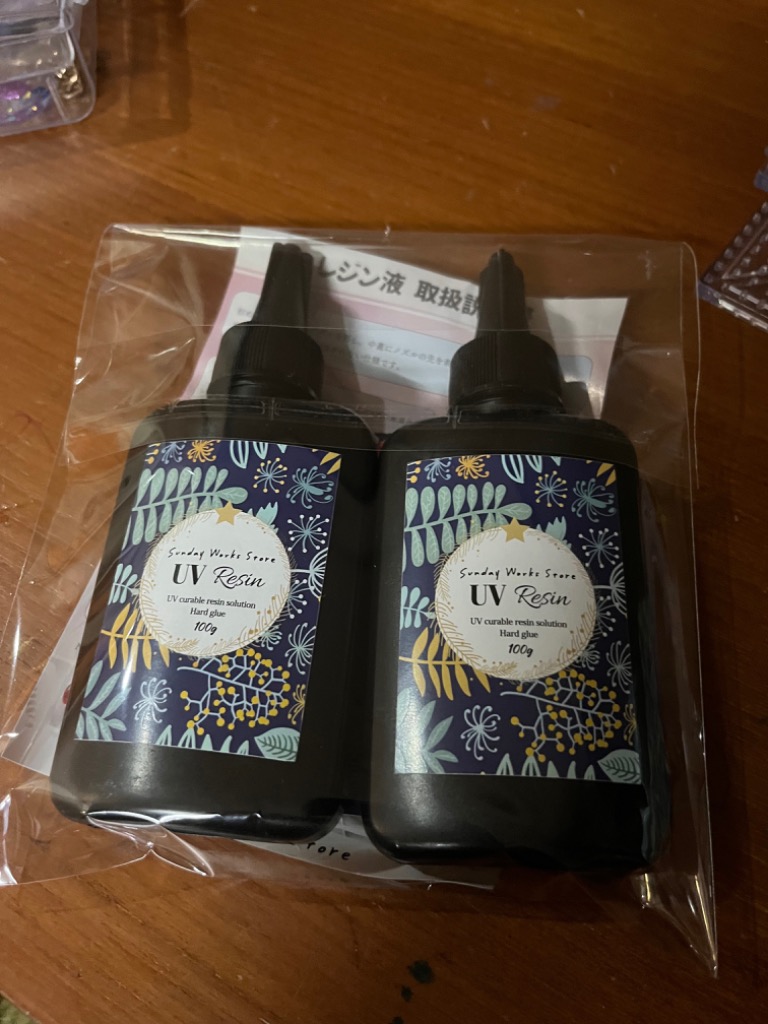 レジン液 取扱説
Sunday Works Store
UV Resin
UV curable resin solution
Hard glue
100g
Sunday Works Store
UV Resin
UV curable resin solution
Hard glue
100g